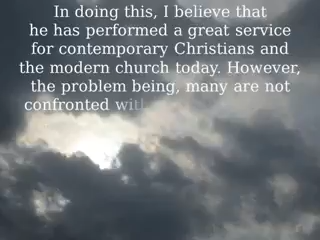 In doing this, I believe that
he has performed a great service
for contemporary Christians and
the modern church today. However,
the problem being, many are not
confronted with